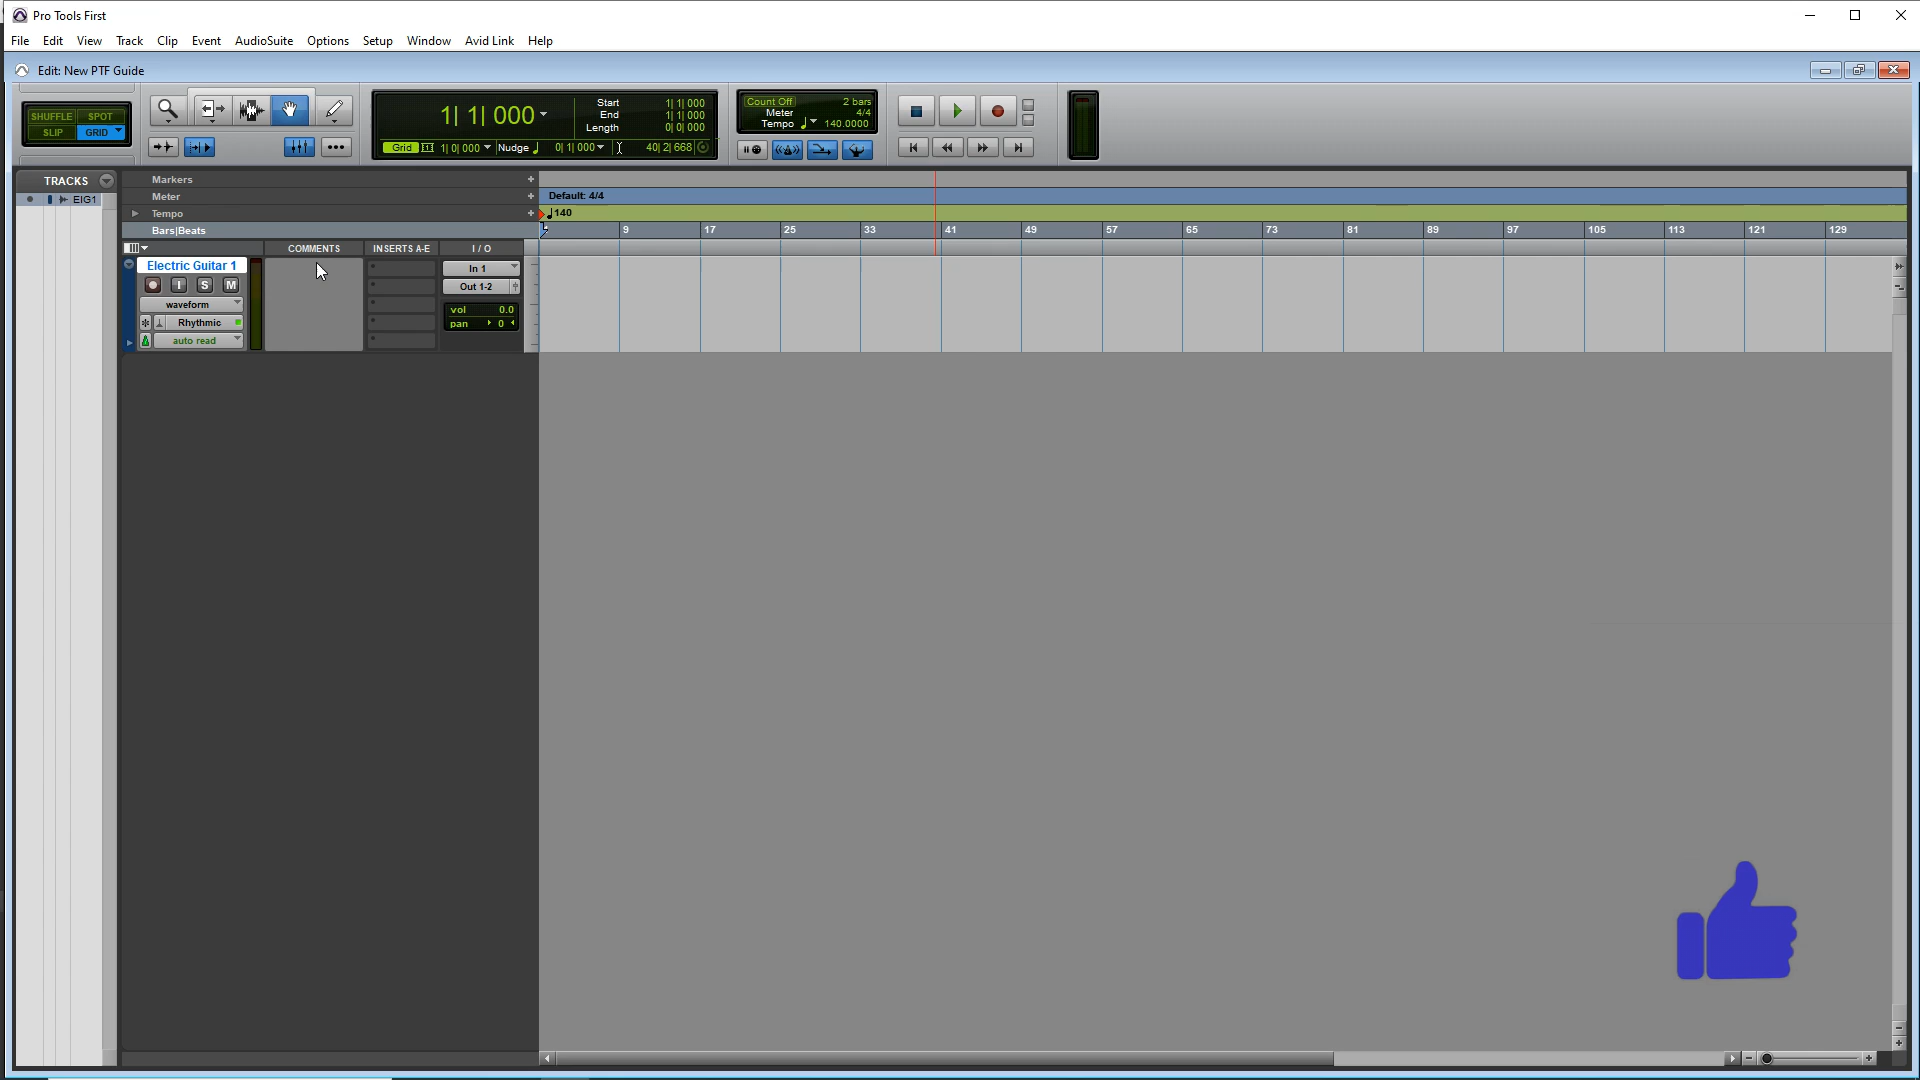 Pro Tools First
File Edit View Track Clip Event AudioSuite Options Setup Window Avid Link Help
Edit: New PTF Guide
SHUFFLE SPOT
SLIP GRID
1| 1| 000
Start 1| 1| 000
End 1| 1| 000
Length 0| 0| 000
Grid 1| 0| 000 Nudge 0| 1| 000 40| 2| 668
Count Off 2 bars
Meter 4/4
Tempo 140.0000
TRACKS
EIG1
Markers
Meter
Default: 4/4
Tempo
140
Bars|Beats
9 17 25 33 41 49 57 65 73 81 89 97 105 113 121 129
COMMENTS INSERTS A-E I / O
Electric Guitar 1
I S M
waveform
Rhythmic
auto read
In 1
Out 1-2
vol 0.0
pan 0